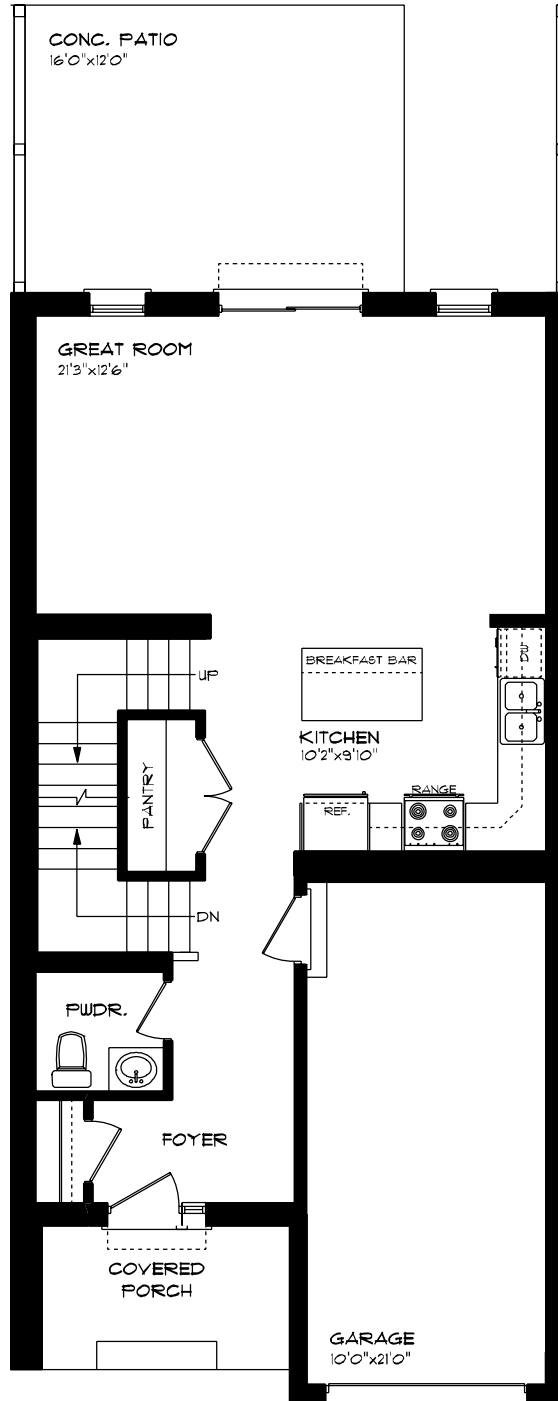 CONC. PATIO
16'0"x12'0"
GREAT ROOM
21'3"x12'6"
UP
BREAKFAST BAR
DW
KITCHEN
10'2"x9'10"
PANTRY
RANGE
REF.
DN
PWDR.
FOYER
COVERED
PORCH
GARAGE
10'0"x21'0"